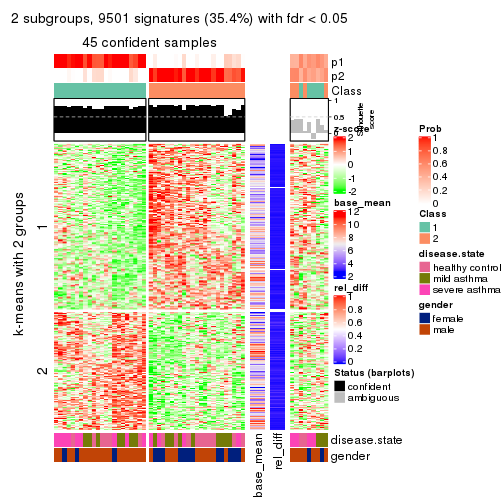 2 subgroups, 9501 signatures (35.4%) with fdr < 0.05
45 confident samples
p1
p2
Class
1
0.5
0
Silhouette
score
k-means with 2 groups
1
2
base_mean
rel_diff
disease.state
gender
z-score
2
1
0
-1
-2
base_mean
12
10
8
6
4
2
rel_diff
1
0.8
0.6
0.4
0.2
0
Status (barplots)
confident
ambiguous
Prob
1
0.8
0.6
0.4
0.2
0
Class
1
2
disease.state
healthy control
mild asthma
severe asthma
gender
female
male